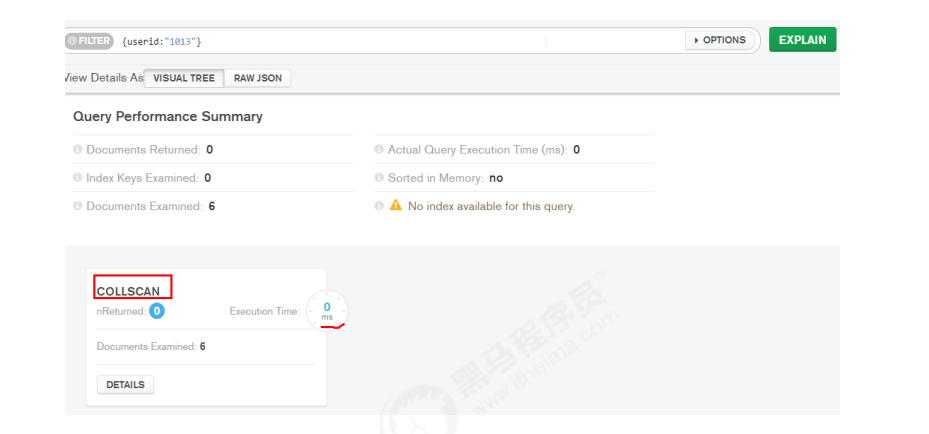 FILTER {userid:"1013"} OPTIONS EXPLAIN
View Details As VISUAL TREE RAW JSON
Query Performance Summary
Documents Returned: 0 Actual Query Execution Time (ms): 0
Index Keys Examined: 0 Sorted in Memory: no
Documents Examined: 6 No index available for this query.
COLLSCAN
nReturned: 0 Execution Time: 0 ms
Documents Examined: 6
DETAILS
黑马程序员
www.itheima.com